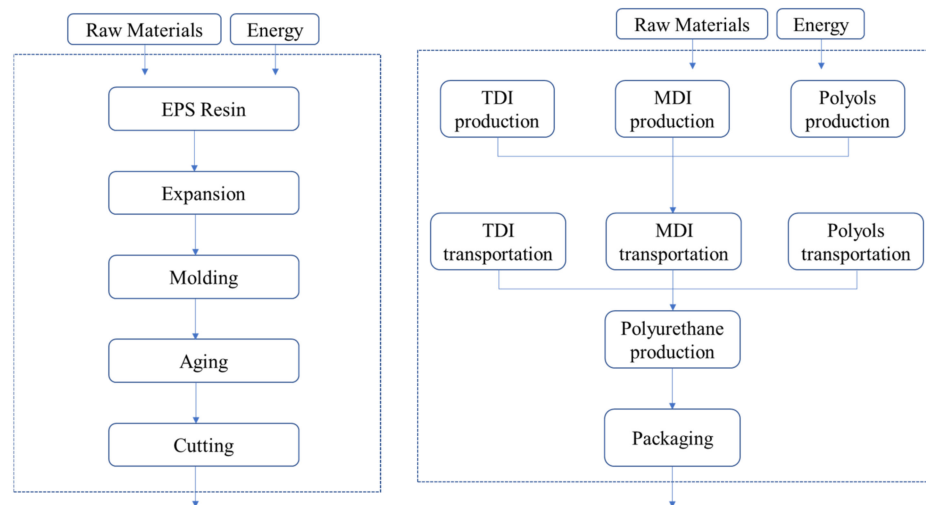 Raw Materials
Energy
EPS Resin
Expansion
Molding
Aging
Cutting
Raw Materials
Energy
TDI
production
MDI
production
Polyols
production
TDI
transportation
MDI
transportation
Polyols
transportation
Polyurethane
production
Packaging